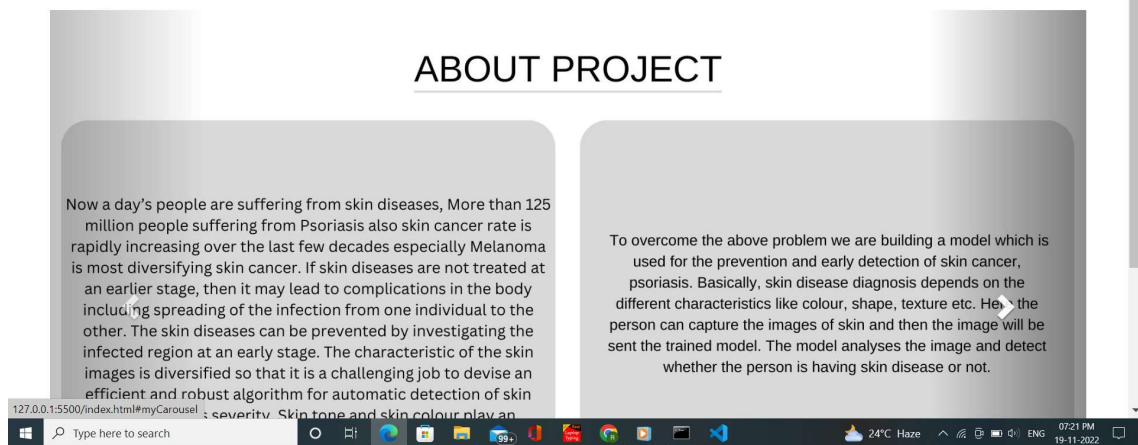 ABOUT PROJECT
Now a day's people are suffering from skin diseases, More than 125
million people suffering from Psoriasis also skin cancer rate is
rapidly increasing over the last few decades especially Melanoma
is most diversifying skin cancer. If skin diseases are not treated at
an earlier stage, then it may lead to complications in the body
including spreading of the infection from one individual to the
other. The skin diseases can be prevented by investigating the
infected region at an early stage. The characteristic of the skin
images is diversified so that it is a challenging job to devise an
efficient and robust algorithm for automatic detection of skin
severity. Skin tone and skin colour play an
To overcome the above problem we are building a model which is
used for the prevention and early detection of skin cancer,
psoriasis. Basically, skin disease diagnosis depends on the
different characteristics like colour, shape, texture etc. Here the
person can capture the images of skin and then the image will be
sent the trained model. The model analyses the image and detect
whether the person is having skin disease or not.
127.0.0.1:5500/index.html#myCarousel
Type here to search
99+
24°C Haze
ENG
07:21 PM
19-11-2022